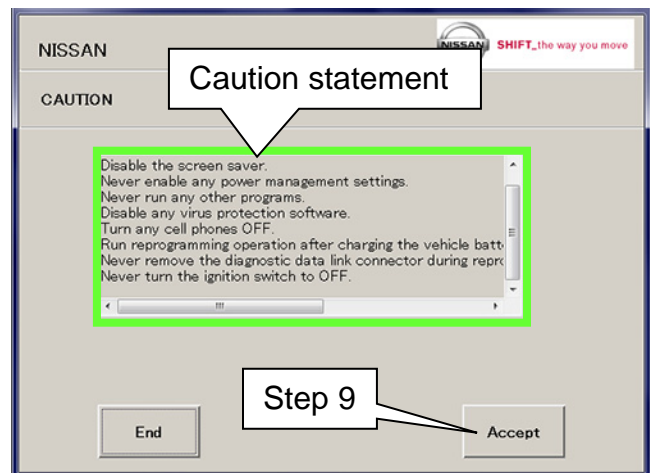 NISSAN
NISSAN SHIFT_the way you move
Caution statement
CAUTION
Disable the screen saver.
Never enable any power management settings.
Never run any other programs.
Disable any virus protection software.
Turn any cell phones OFF.
Run reprogramming operation after charging the vehicle batt
Never remove the diagnostic data link connector during repro
Never turn the ignition switch to OFF.
Step 9
End
Accept